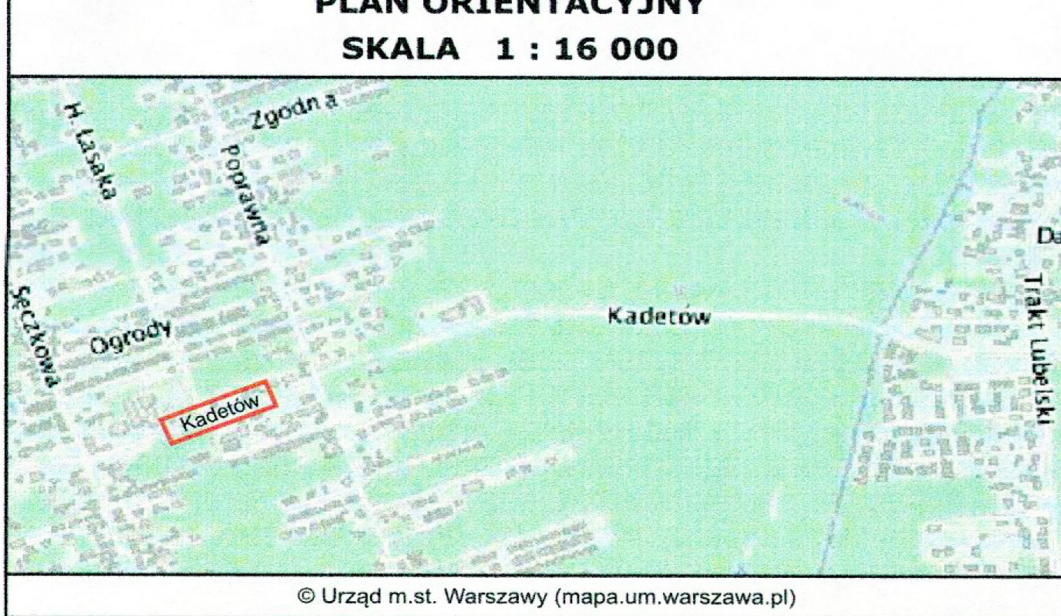 PLAN ORIENTACYJNY
SKALA 1 : 16 000
H. Łasaka
Zgodna
Poprawna
Sęczkowa
Ogrody
Kadetów
Kadetów
Trakt Lubelski
© Urząd m.st. Warszawy (mapa.um.warszawa.pl)